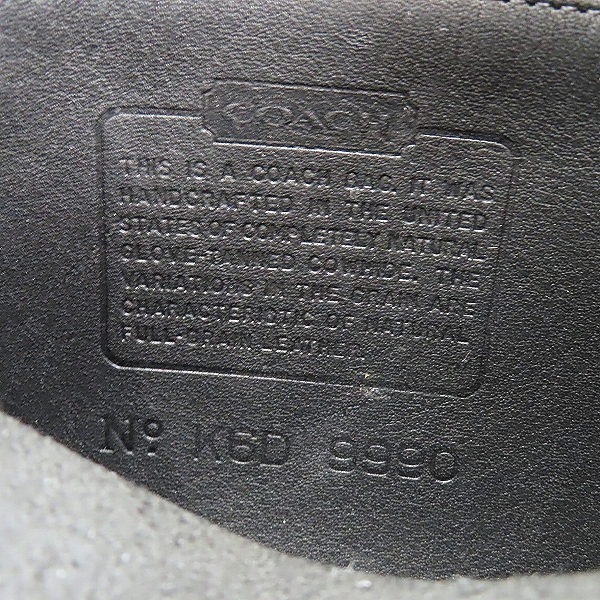 COACH
THIS IS A COACH BAG. IT WAS
HANDCRAFTED IN THE UNITED
STATES OF COMPLETELY NATURAL
GLOVE-TANNED COWHIDE. THE
VARIATIONS IN THE GRAIN ARE
CHARACTERISTIC OF NATURAL
FULL-GRAIN LEATHER.
Nº K6D 9990